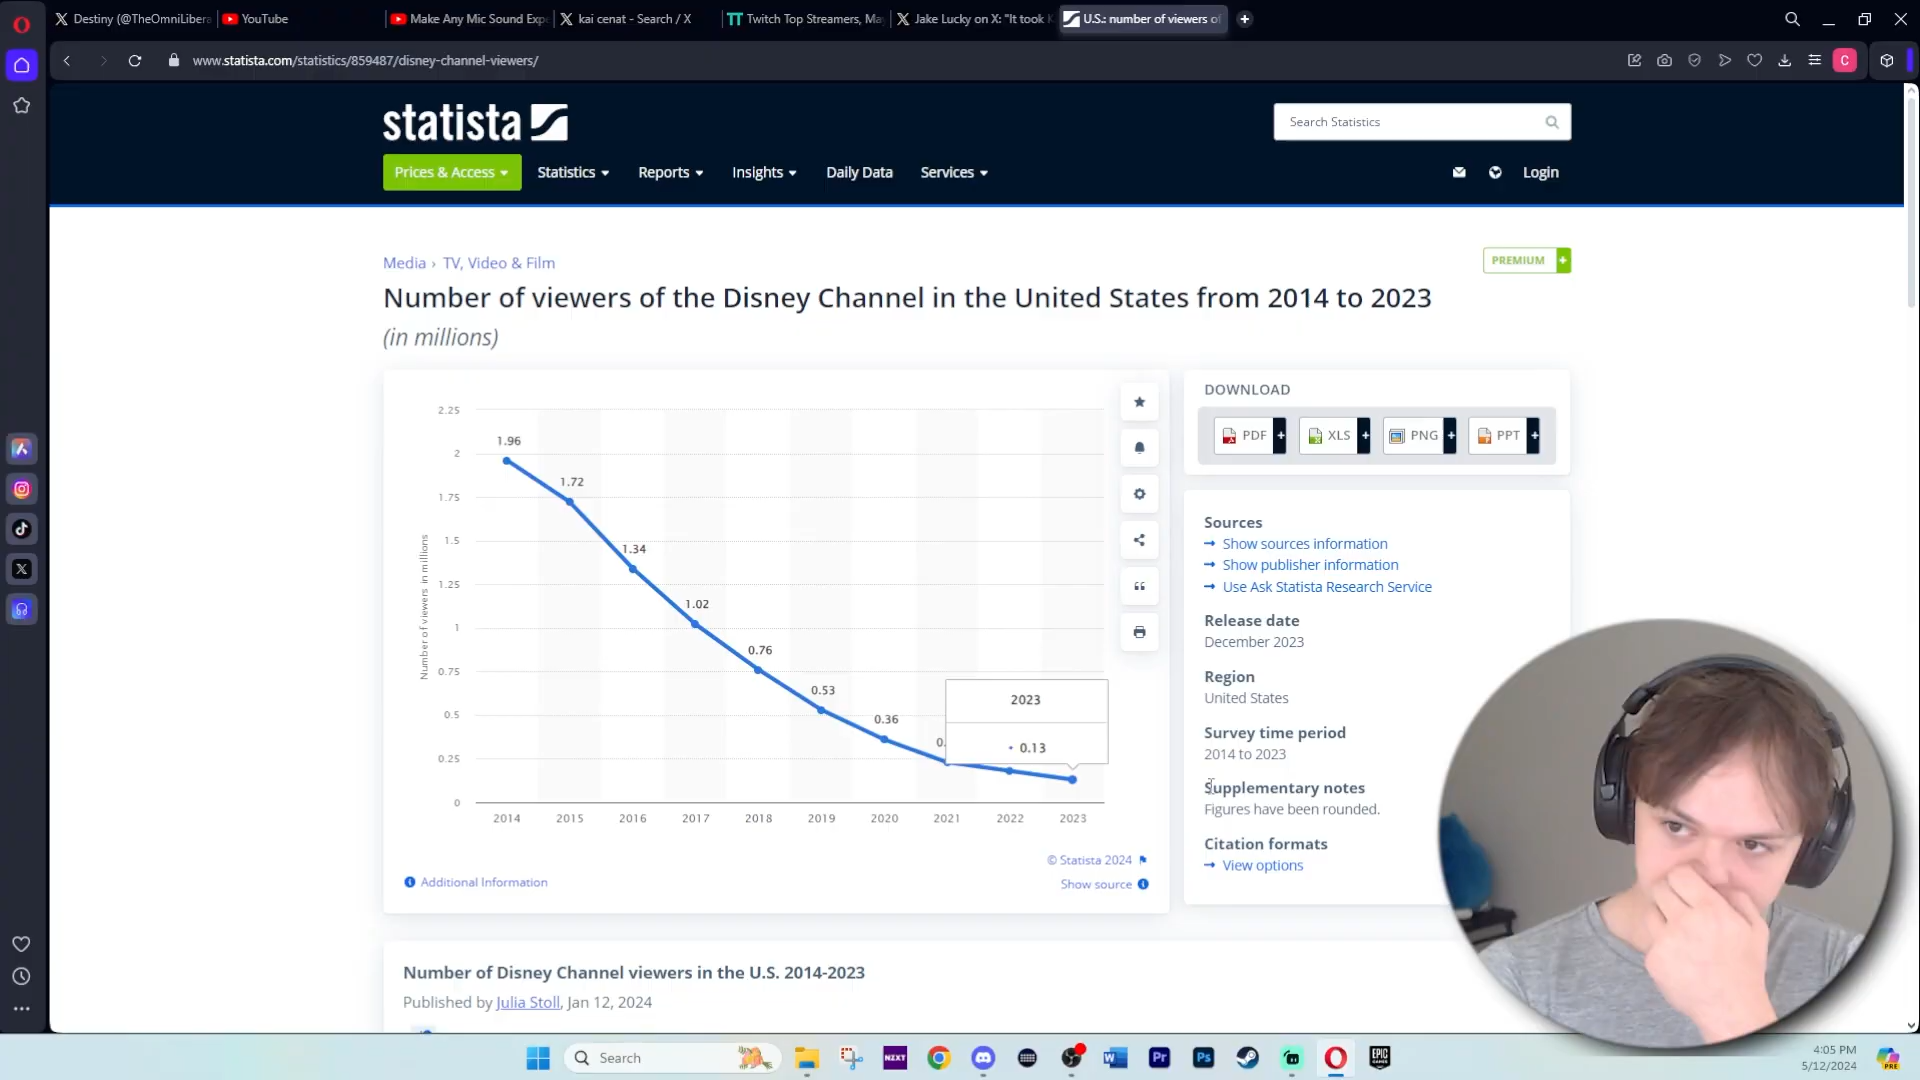 Destiny (@TheOmniLibera
YouTube
Make Any Mic Sound Expe
kai cenat - Search / X
Twitch Top Streamers, Ma
Jake Lucky on X: "It took K
U.S.: number of viewers of
www.statista.com/statistics/859487/disney-channel-viewers/
C
statista
Search Statistics
Prices & Access
Statistics
Reports
Insights
Daily Data
Services
Login
Media › TV, Video & Film
PREMIUM +
Number of viewers of the Disney Channel in the United States from 2014 to 2023
(in millions)
DOWNLOAD
PDF +
XLS +
PNG +
PPT +
Number of viewers in millions
2.25
2
1.75
1.5
1.25
1
0.75
0.5
0.25
0
1.96
1.72
1.34
1.02
0.76
0.53
0.36
0.
2023
• 0.13
2014 2015 2016 2017 2018 2019 2020 2021 2022 2023
© Statista 2024
Additional Information
Show source
Sources
Show sources information
Show publisher information
Use Ask Statista Research Service
Release date
December 2023
Region
United States
Survey time period
2014 to 2023
Supplementary notes
Figures have been rounded.
Citation formats
View options
Number of Disney Channel viewers in the U.S. 2014-2023
Published by Julia Stoll, Jan 12, 2024
Search
NZXT
Pr
Ps
EPIC
GAMES
PRE
4:05 PM
5/12/2024